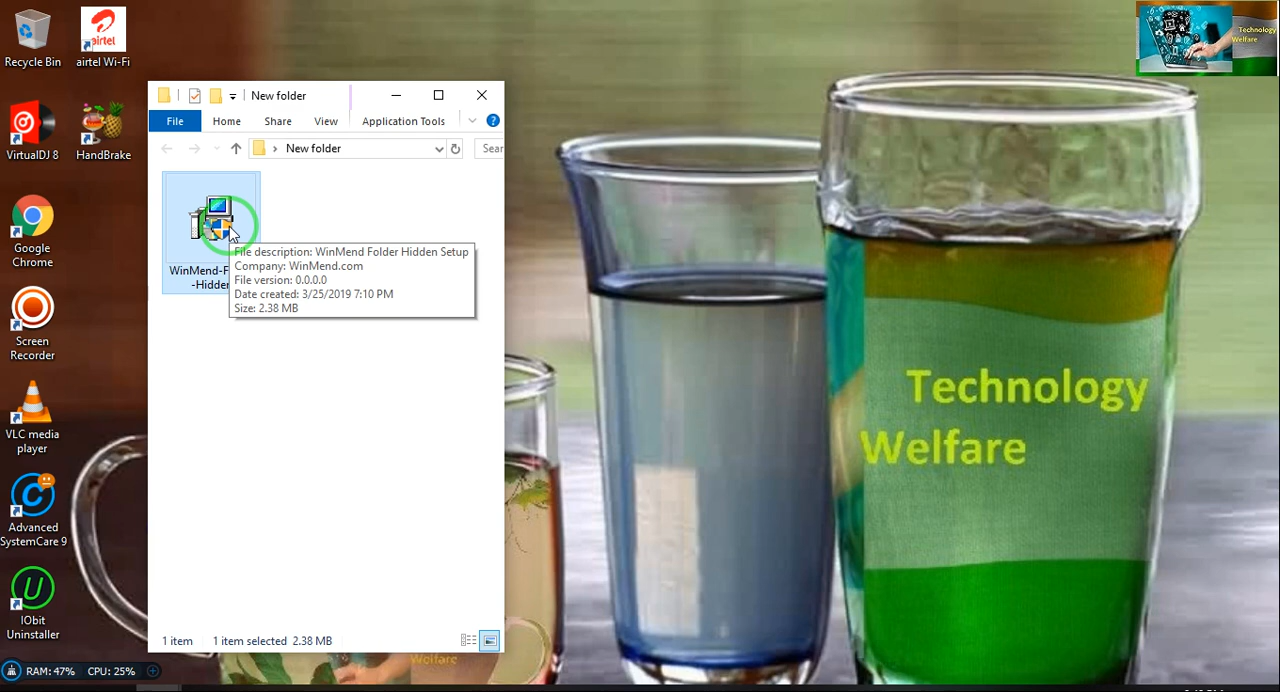 Recycle Bin
airtel
airtel Wi-Fi
VirtualDJ 8
HandBrake
Google
Chrome
Screen
Recorder
VLC media
player
Advanced
SystemCare 9
U
IObit
Uninstaller
RAM: 47% CPU: 25%
New folder
File Home Share View Application Tools
New folder
Sear
WinMend-F
-Hidden
File description: WinMend Folder Hidden Setup
Company: WinMend.com
File version: 0.0.0.0
Date created: 3/25/2019 7:10 PM
Size: 2.38 MB
1 item 1 item selected 2.38 MB
Technology
Welfare
Technology
Welfare
Welfare